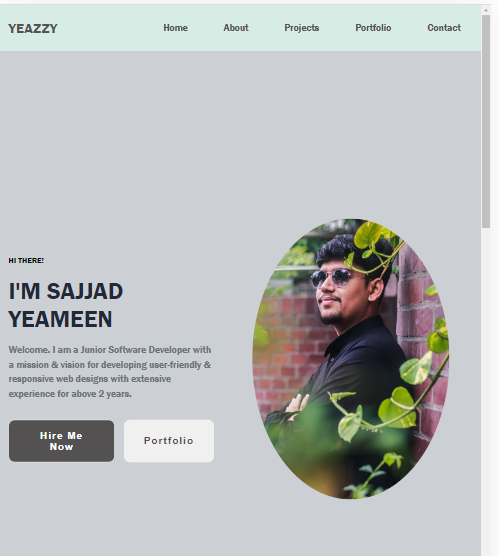 YEAZZY
Home About Projects Portfolio Contact
HI THERE!
I'M SAJJAD
YEAMEEN
Welcome. I am a Junior Software Developer with
a mission & vision for developing user-friendly &
responsive web designs with extensive
experience for above 2 years.
Hire Me
Now
Portfolio